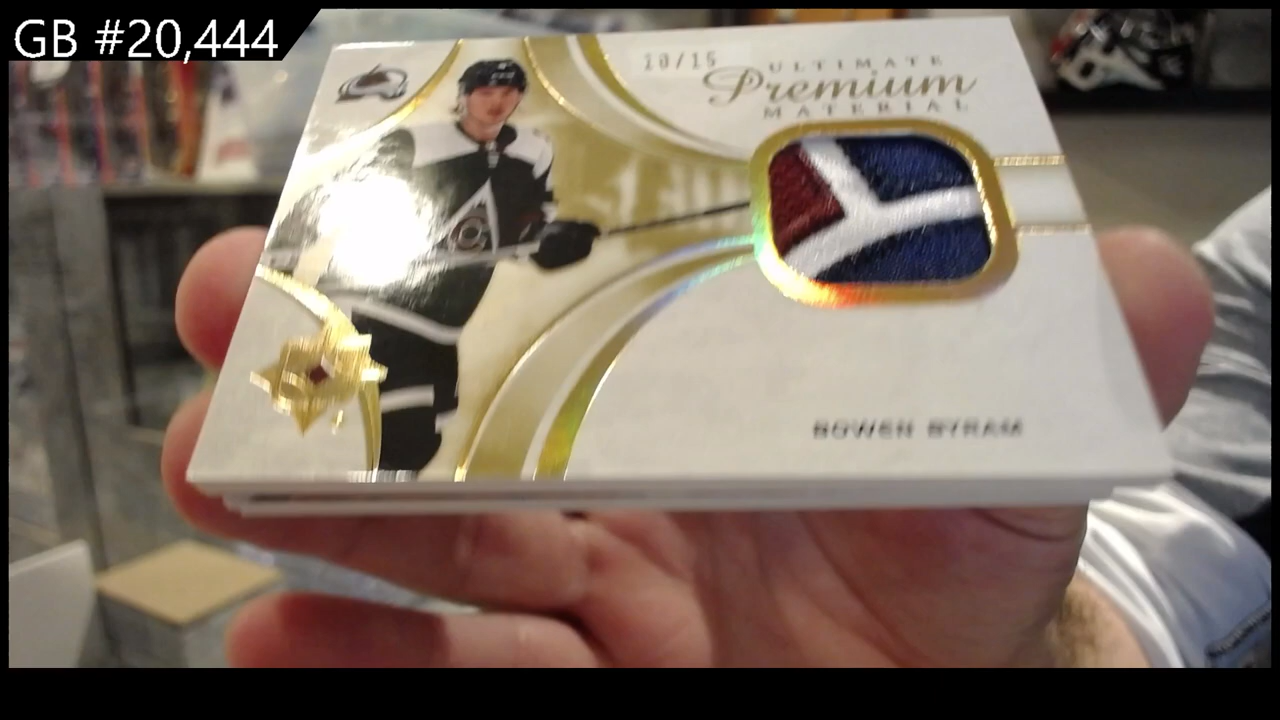 GB #20,444
10/15
ULTIMATE
Premium
MATERIAL
BOWEN BYRAM